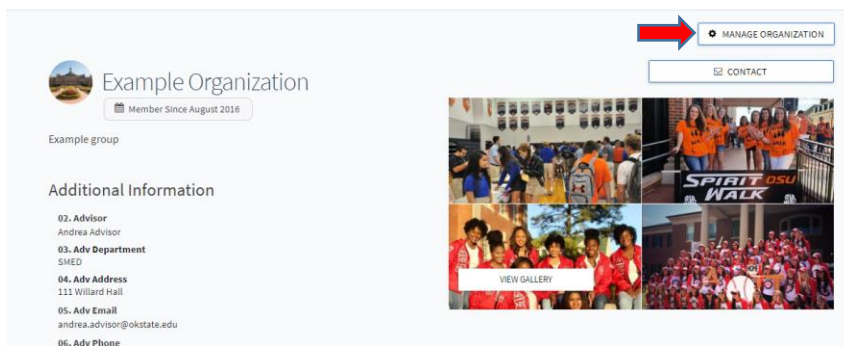 MANAGE ORGANIZATION
CONTACT
Example Organization
Member Since August 2016
Example group
Additional Information
02. Advisor
Andrea Advisor
03. Adv Department
SMED
04. Adv Address
111 Willard Hall
05. Adv Email
andrea.advisor@okstate.edu
06. Adv Phone
SPIRIT OSU
WALK
VIEW GALLERY